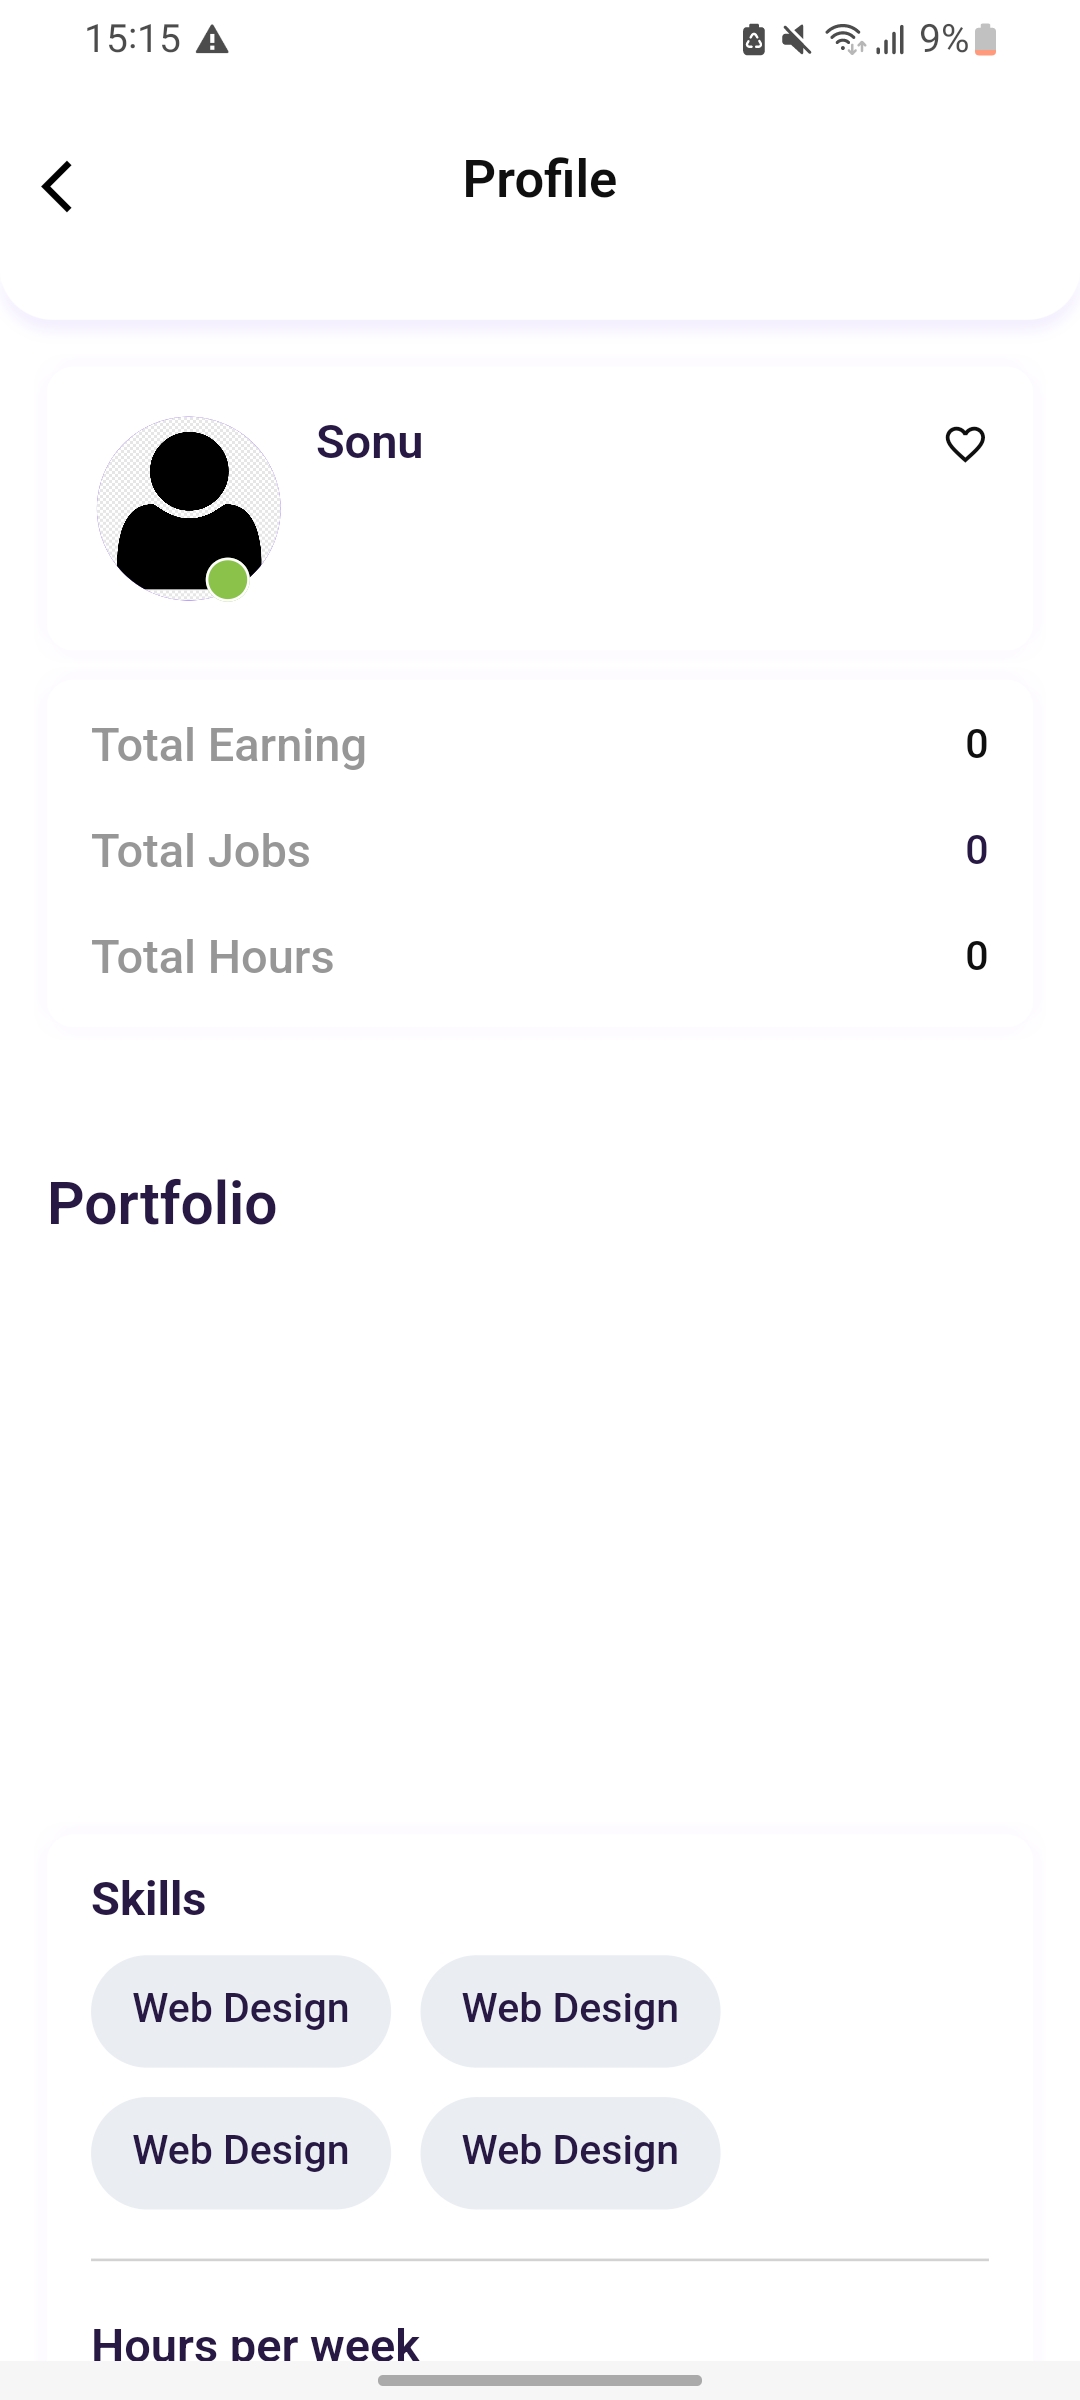 15:15
9%
Profile
Sonu
Total Earning 0
Total Jobs 0
Total Hours 0
Portfolio
Skills
Web Design Web Design
Web Design Web Design
Hours per week